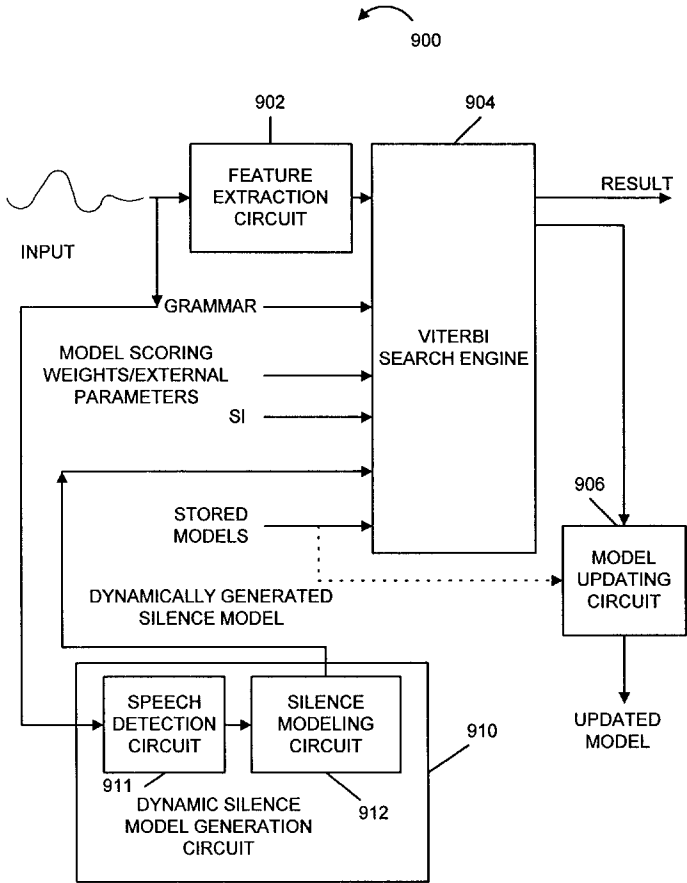 900
902
904
FEATURE
EXTRACTION
CIRCUIT
RESULT
INPUT
GRAMMAR
VITERBI
SEARCH ENGINE
MODEL SCORING
WEIGHTS/EXTERNAL
PARAMETERS
SI
STORED
MODELS
906
MODEL
UPDATING
CIRCUIT
DYNAMICALLY GENERATED
SILENCE MODEL
SPEECH
DETECTION
CIRCUIT
SILENCE
MODELING
CIRCUIT
910
UPDATED
MODEL
911
912
DYNAMIC SILENCE
MODEL GENERATION
CIRCUIT